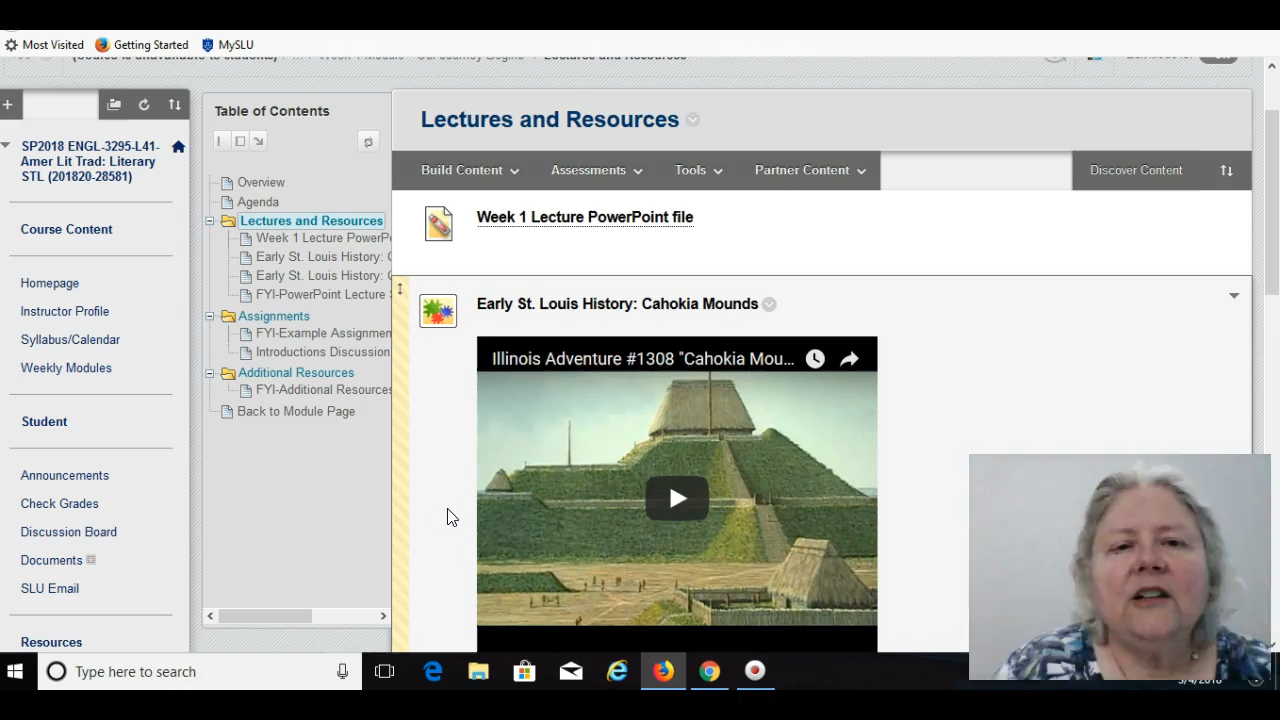 Most Visited
Getting Started
MySLU
Lectures and Resources
Table of Contents
SP2018 ENGL-3295-L41-
Amer Lit Trad: Literary
STL (201820-28581)
Course Content
Homepage
Instructor Profile
Syllabus/Calendar
Weekly Modules
Student
Announcements
Check Grades
Discussion Board
Documents
SLU Email
Resources
Overview
Agenda
Lectures and Resources
Week 1 Lecture PowerP
Early St. Louis History: C
Early St. Louis History: C
FYI-PowerPoint Lecture
Assignments
FYI-Example Assignmen
Introductions Discussion
Additional Resources
FYI-Additional Resources
Back to Module Page
Lectures and Resources
Build Content
Assessments
Tools
Partner Content
Discover Content
Week 1 Lecture PowerPoint file
Early St. Louis History: Cahokia Mounds
Illinois Adventure #1308 "Cahokia Mou...
Type here to search